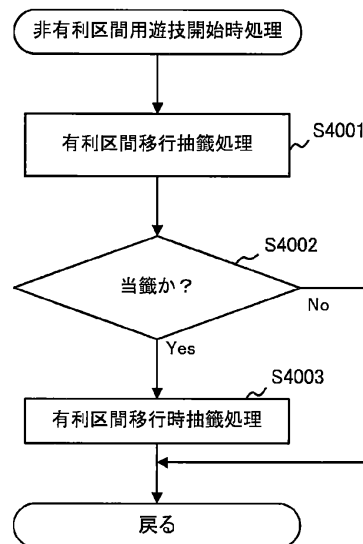 非有利区間用遊技開始時処理
S4001
有利区間移行抽籤処理
S4002
当籤か？
No
Yes
S4003
有利区間移行時抽籤処理
戻る